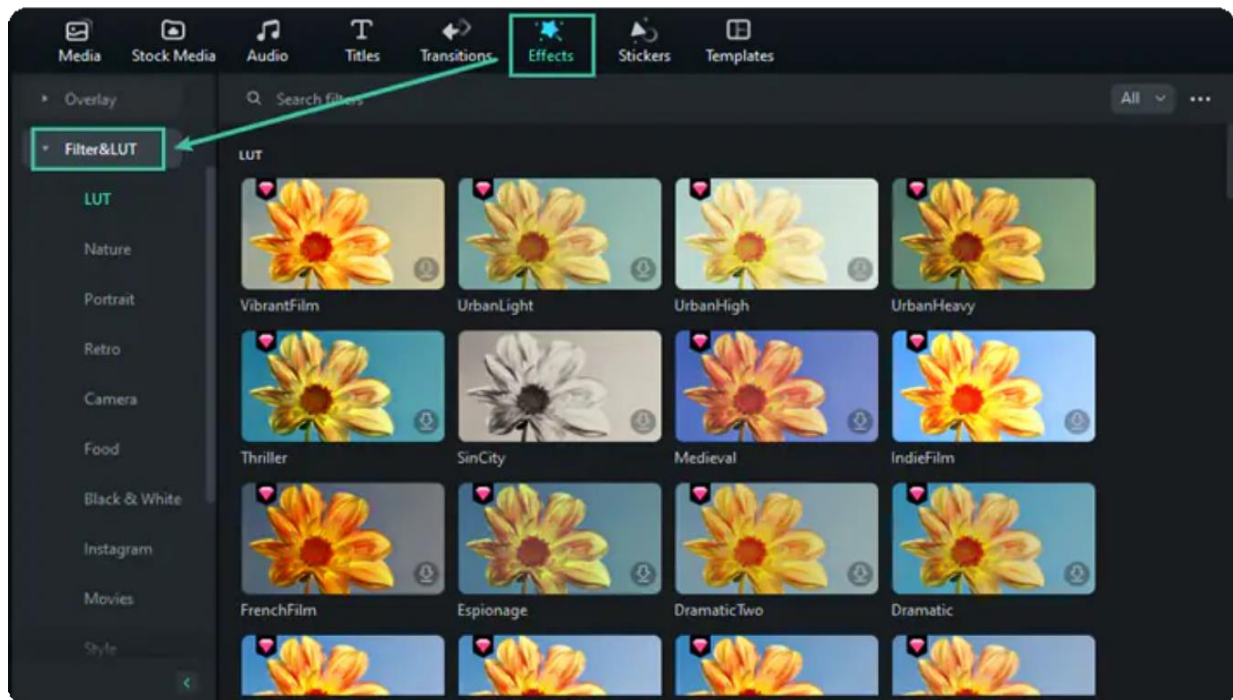 Media Stock Media Audio Titles Transitions Effects Stickers Templates
Overlay
Search filters
All
Filter&LUT
LUT
LUT
Nature
Portrait
Retro
Camera
Food
Black & White
Instagram
Movies
Style
VibrantFilm UrbanLight UrbanHigh UrbanHeavy
Thriller SinCity Medieval IndieFilm
FrenchFilm Espionage DramaticTwo Dramatic